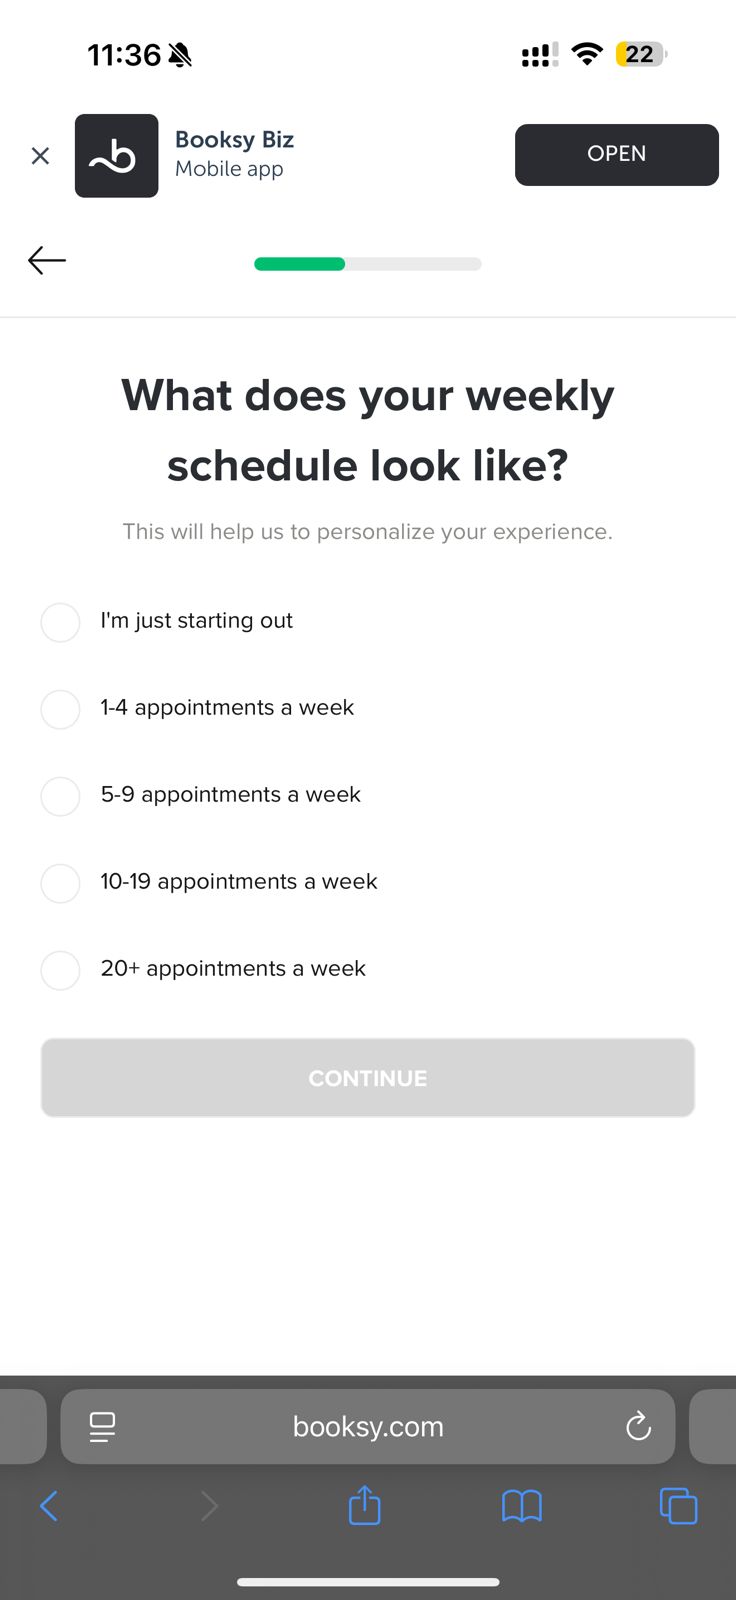 11:36
22
Booksy Biz
Mobile app
OPEN
What does your weekly
schedule look like?
This will help us to personalize your experience.
I'm just starting out
1-4 appointments a week
5-9 appointments a week
10-19 appointments a week
20+ appointments a week
CONTINUE
booksy.com